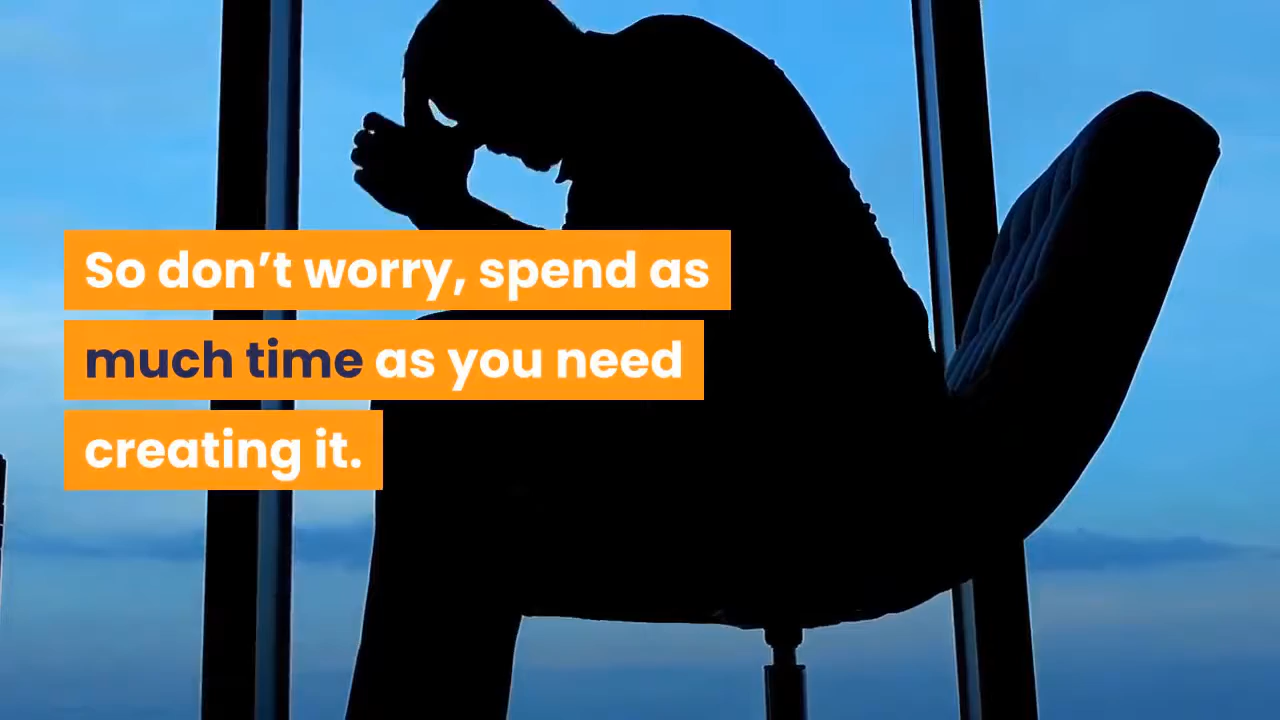 So don’t worry, spend as
much time as you need
creating it.